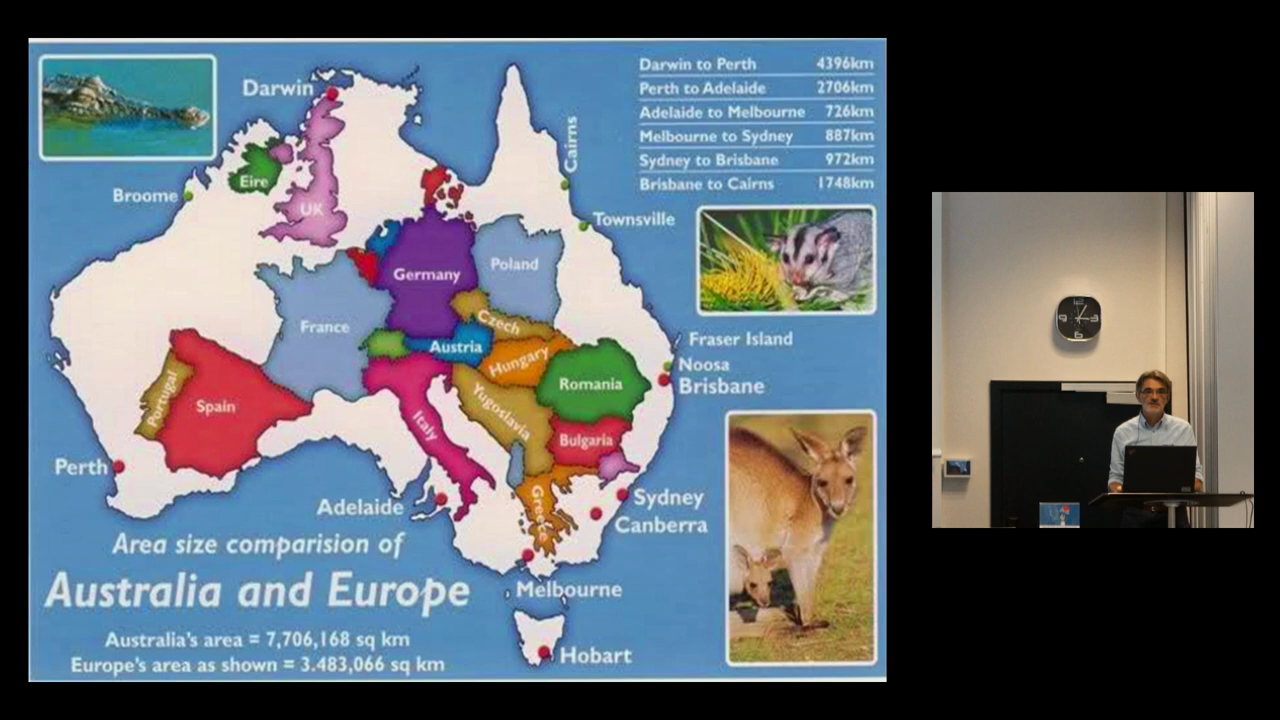 Darwin
Darwin to Perth 4396km
Perth to Adelaide 2706km
Adelaide to Melbourne 726km
Melbourne to Sydney 887km
Sydney to Brisbane 972km
Brisbane to Cairns 1748km
Cairns
Eire
Broome
UK
Townsville
Germany
Poland
France
Czech
Austria
Hungary
Fraser Island
Noosa
Brisbane
Romania
Portugal
Spain
Italy
Yugoslavia
Bulgaria
Perth
Greece
Adelaide
Sydney
Canberra
Area size comparision of
Australia and Europe
Melbourne
Australia's area = 7,706,168 sq km
Europe's area as shown = 3.483,066 sq km
Hobart